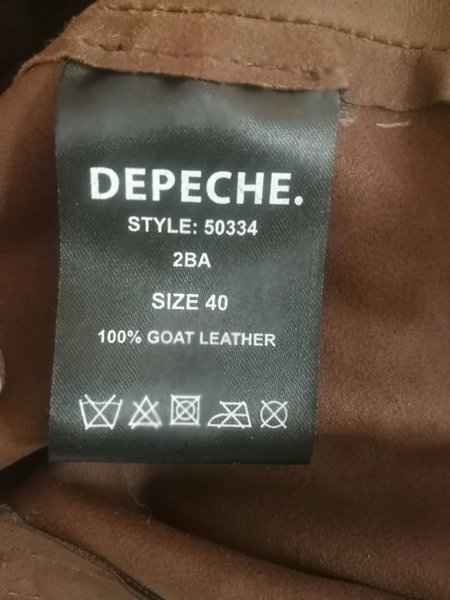 DEPECHE.
STYLE: 50334
2BA
SIZE 40
100% GOAT LEATHER